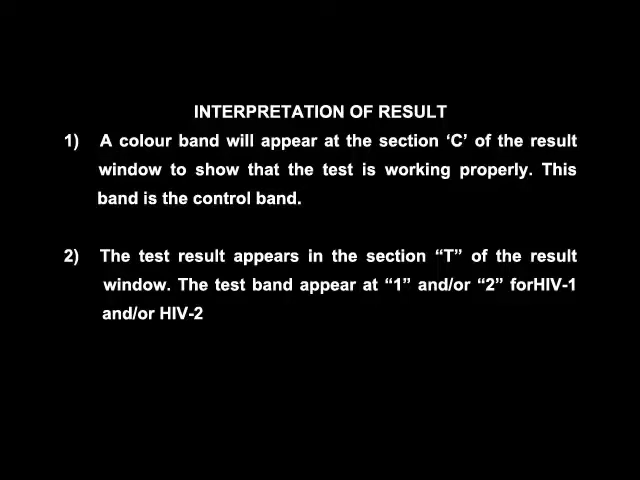 INTERPRETATION OF RESULT
1) A colour band will appear at the section ‘C’ of the result
window to show that the test is working properly. This
band is the control band.
2) The test result appears in the section “T” of the result
window. The test band appear at “1” and/or “2” forHIV-1
and/or HIV-2